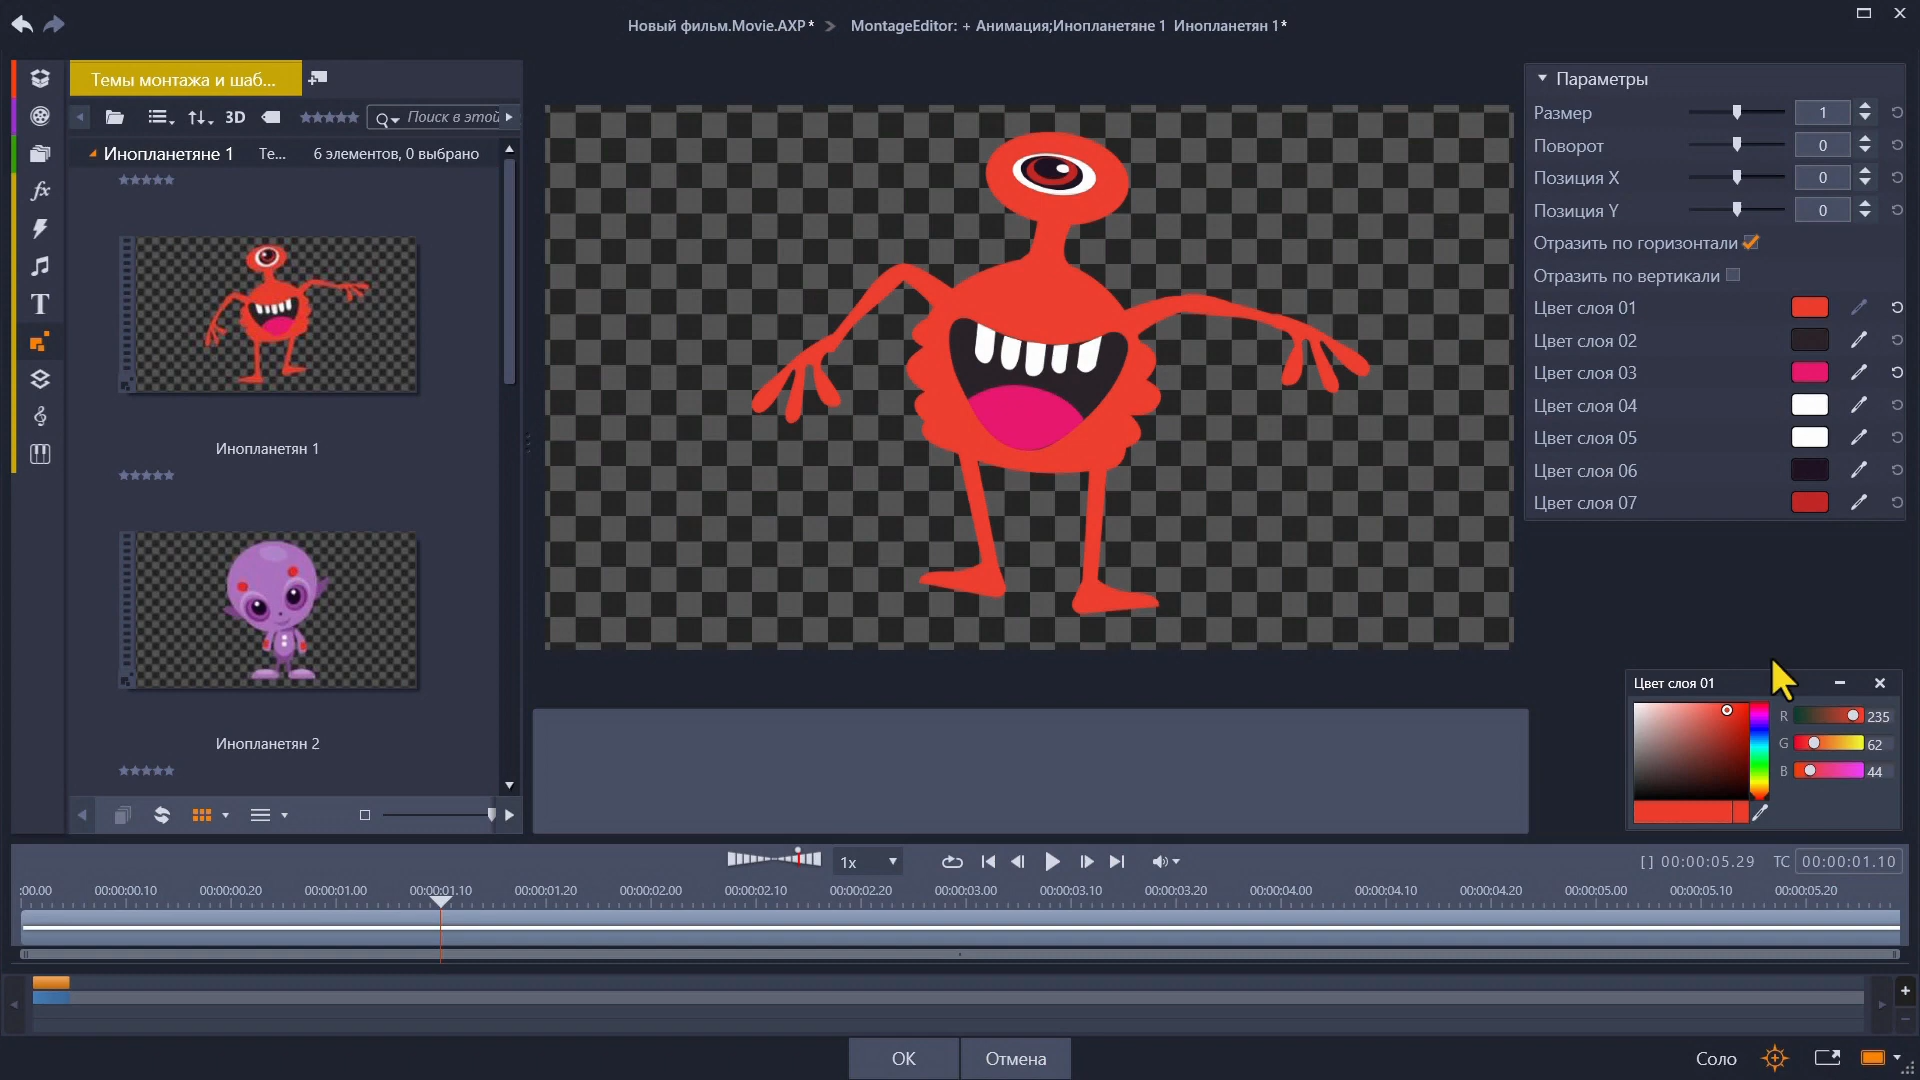 Новый фильм.Movie.AXP* > MontageEditor: + Анимация;Инопланетяне 1 Инопланетян 1*
Темы монтажа и шаб...
3D
Поиск в этой
Инопланетяне 1 Те... 6 элементов, 0 выбрано
Инопланетян 1
Инопланетян 2
Параметры
Размер 1
Поворот 0
Позиция X 0
Позиция Y 0
Отразить по горизонтали
Отразить по вертикали
Цвет слоя 01
Цвет слоя 02
Цвет слоя 03
Цвет слоя 04
Цвет слоя 05
Цвет слоя 06
Цвет слоя 07
Цвет слоя 01
R 235
G 62
B 44
1x
[] 00:00:05.29 TC 00:00:01.10
:00.00 00:00:00.10 00:00:00.20 00:00:01.00 00:00:01.10 00:00:01.20 00:00:02.00 00:00:02.10 00:00:02.20 00:00:03.00 00:00:03.10 00:00:03.20 00:00:04.00 00:00:04.10 00:00:04.20 00:00:05.00 00:00:05.10 00:00:05.20
OK Отмена
Соло